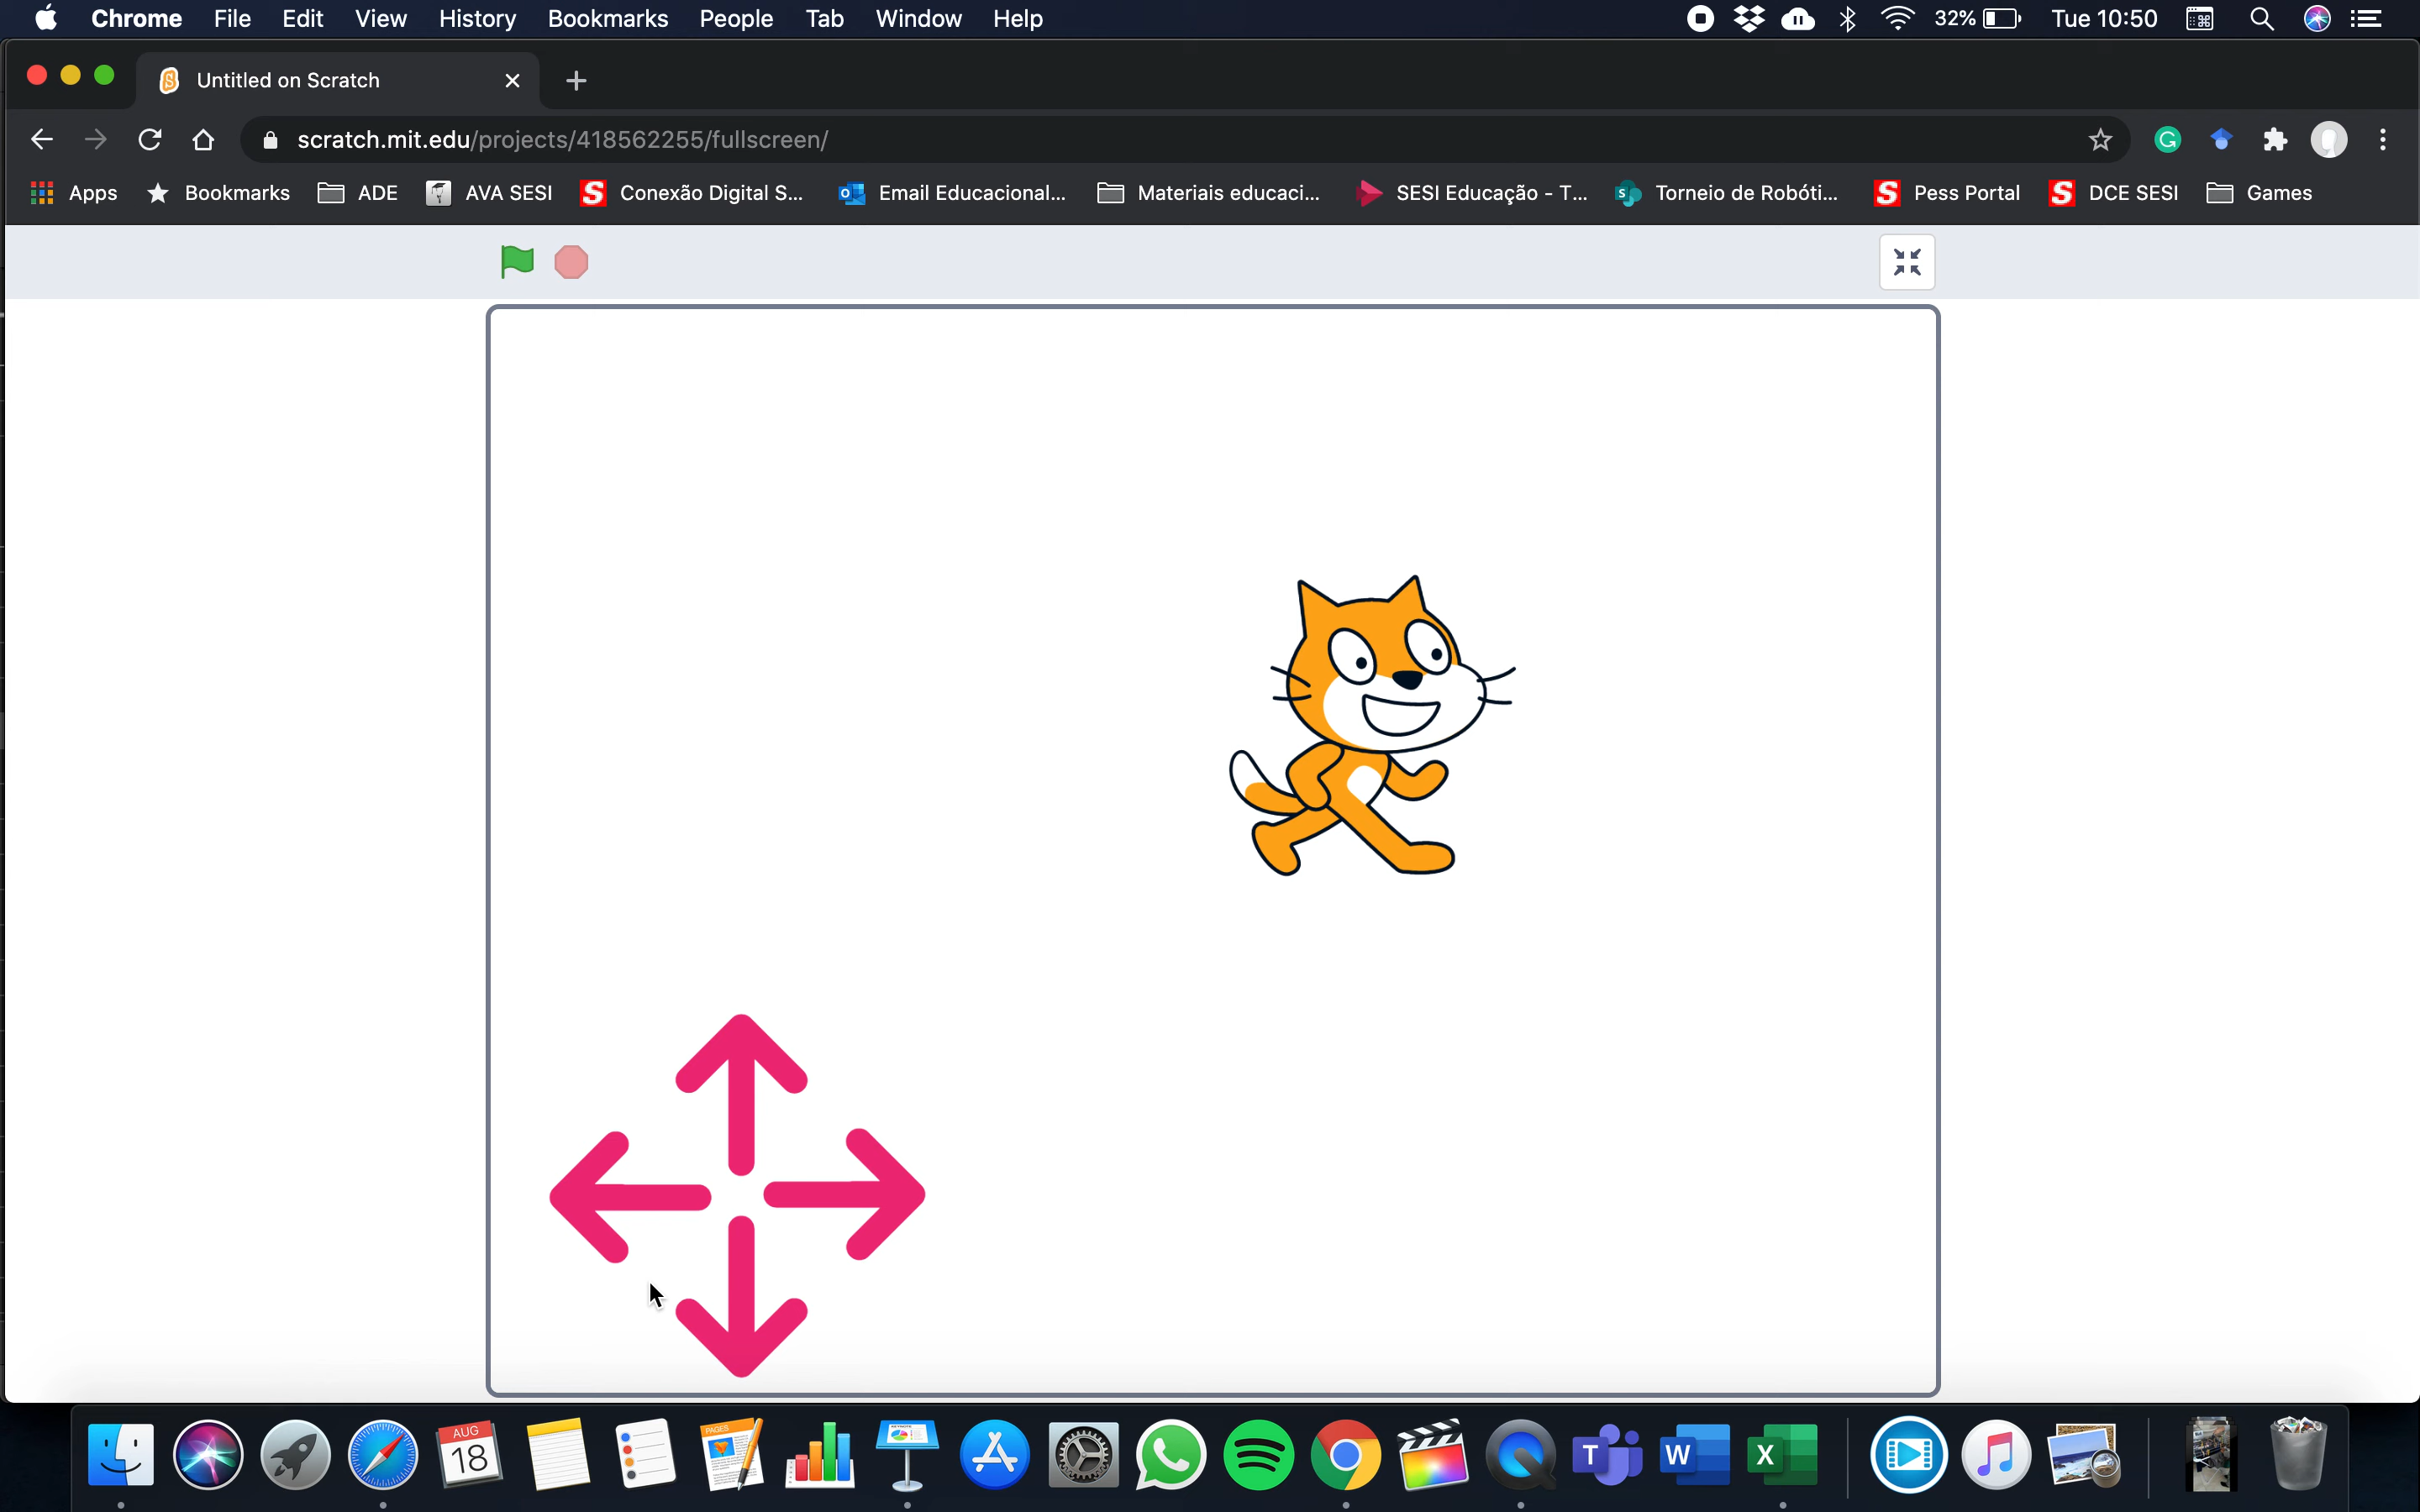 Chrome File Edit View History Bookmarks People Tab Window Help 32% Tue 10:50
Untitled on Scratch
scratch.mit.edu/projects/418562255/fullscreen/
Apps Bookmarks ADE AVA SESI Conexão Digital S... Email Educacional... Materiais educaci... SESI Educação - T... Torneio de Robóti... Pess Portal DCE SESI Games
AUG
18
PAGES
T W X